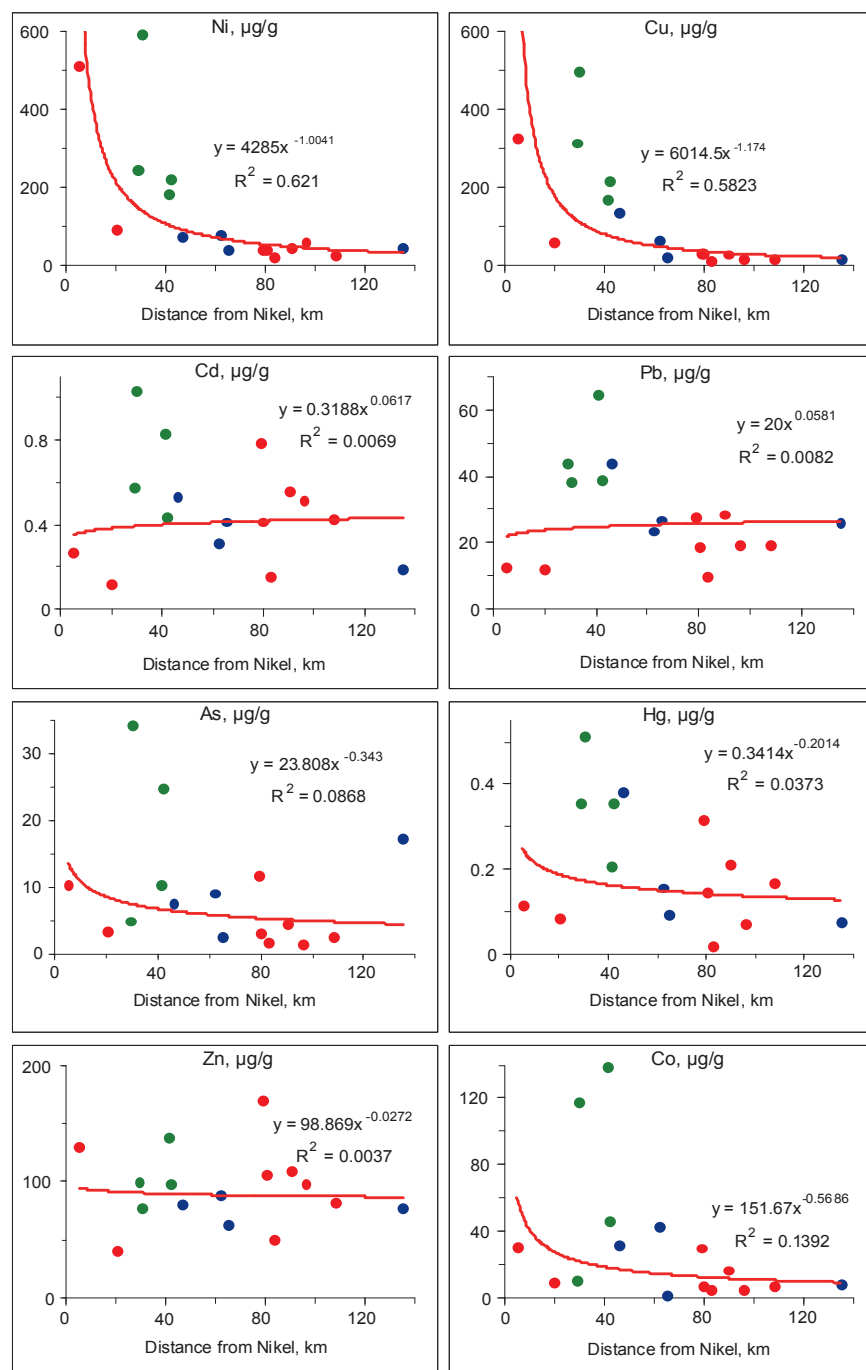 Ni, µg/g
600
400
200
0
y = 4285x -1.0041
R2 = 0.621
0 40 80 120
Distance from Nikel, km
Cu, µg/g
600
400
200
0
y = 6014.5x -1.174
R2 = 0.5823
0 40 80 120
Distance from Nikel, km
Cd, µg/g
0.8
0.4
0
y = 0.3188x 0.0617
R2 = 0.0069
0 40 80 120
Distance from Nikel, km
Pb, µg/g
60
40
20
0
y = 20x 0.0581
R2 = 0.0082
0 40 80 120
Distance from Nikel, km
As, µg/g
30
20
10
0
y = 23.808x -0.343
R2 = 0.0868
0 40 80 120
Distance from Nikel, km
Hg, µg/g
0.4
0.2
0
y = 0.3414x -0.2014
R2 = 0.0373
0 40 80 120
Distance from Nikel, km
Zn, µg/g
200
100
0
y = 98.869x -0.0272
R2 = 0.0037
0 40 80 120
Distance from Nikel, km
Co, µg/g
120
80
40
0
y = 151.67x -0.5686
R2 = 0.1392
0 40 80 120
Distance from Nikel, km